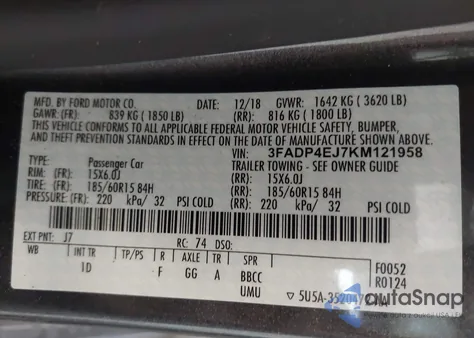 MFD. BY FORD MOTOR CO. DATE: 12/18 GVWR: 1642 KG ( 3620 LB)
GAWR: (FR) 839 KG ( 1850 LB) (RR) 816 KG ( 1800 LB)
THIS VEHICLE CONFORMS TO ALL APPLICABLE FEDERAL MOTOR VEHICLE SAFETY, BUMPER,
AND THEFT PREVENTION STANDARDS IN EFFECT ON THE DATE OF MANUFACTURE SHOWN ABOVE.
VIN: 3FADP4EJ7KM121958
TYPE: Passenger Car TRAILER TOWING - SEE OWNER GUIDE
RIM: (FR) 15X6.0J (RR) 15X6.0J
TIRE: (FR) 185/60R15 84H (RR) 185/60R15 84H
PRESSURE: (FR) 220 kPa/ 32 PSI COLD (RR) 220 kPa/ 32 PSI COLD
EXT PNT: J7 RC: 74 DSO:
WB INT TR TP/PS R AXLE TR SPR F0052
1D F GG A BBCC R0124
UMU
autoSnap